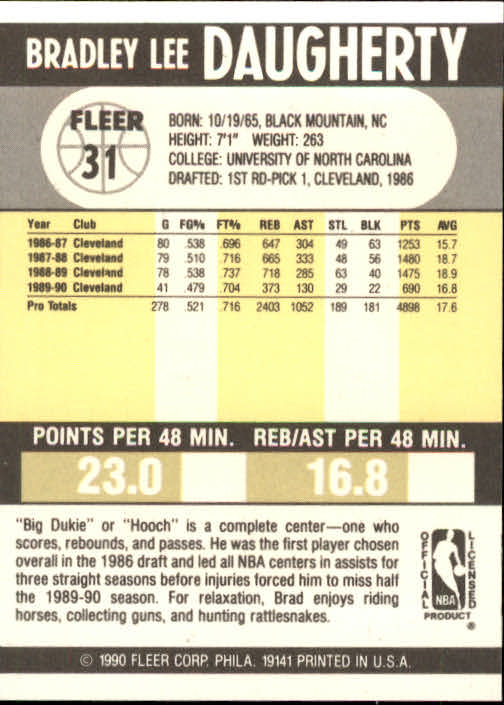 BRADLEY LEE DAUGHERTY
FLEER
31
BORN: 10/19/65, BLACK MOUNTAIN, NC
HEIGHT: 7'1" WEIGHT: 263
COLLEGE: UNIVERSITY OF NORTH CAROLINA
DRAFTED: 1ST RD-PICK 1, CLEVELAND, 1986
Year Club G FG% FT% REB AST STL BLK PTS AVG
1986-87 Cleveland 80 .538 .696 647 304 49 63 1253 15.7
1987-88 Cleveland 79 .510 .716 665 333 48 56 1480 18.7
1988-89 Cleveland 78 .538 .737 718 285 63 40 1475 18.9
1989-90 Cleveland 41 .479 .704 373 130 29 22 690 16.8
Pro Totals 278 .521 .716 2403 1052 189 181 4898 17.6
POINTS PER 48 MIN. REB/AST PER 48 MIN.
23.0 16.8
"Big Dukie" or "Hooch" is a complete center—one who
scores, rebounds, and passes. He was the first player chosen
overall in the 1986 draft and led all NBA centers in assists for
three straight seasons before injuries forced him to miss half
the 1989-90 season. For relaxation, Brad enjoys riding
horses, collecting guns, and hunting rattlesnakes.
OFFICIAL
NBA
LICENSED
PRODUCT ®
© 1990 FLEER CORP. PHILA. 19141 PRINTED IN U.S.A.